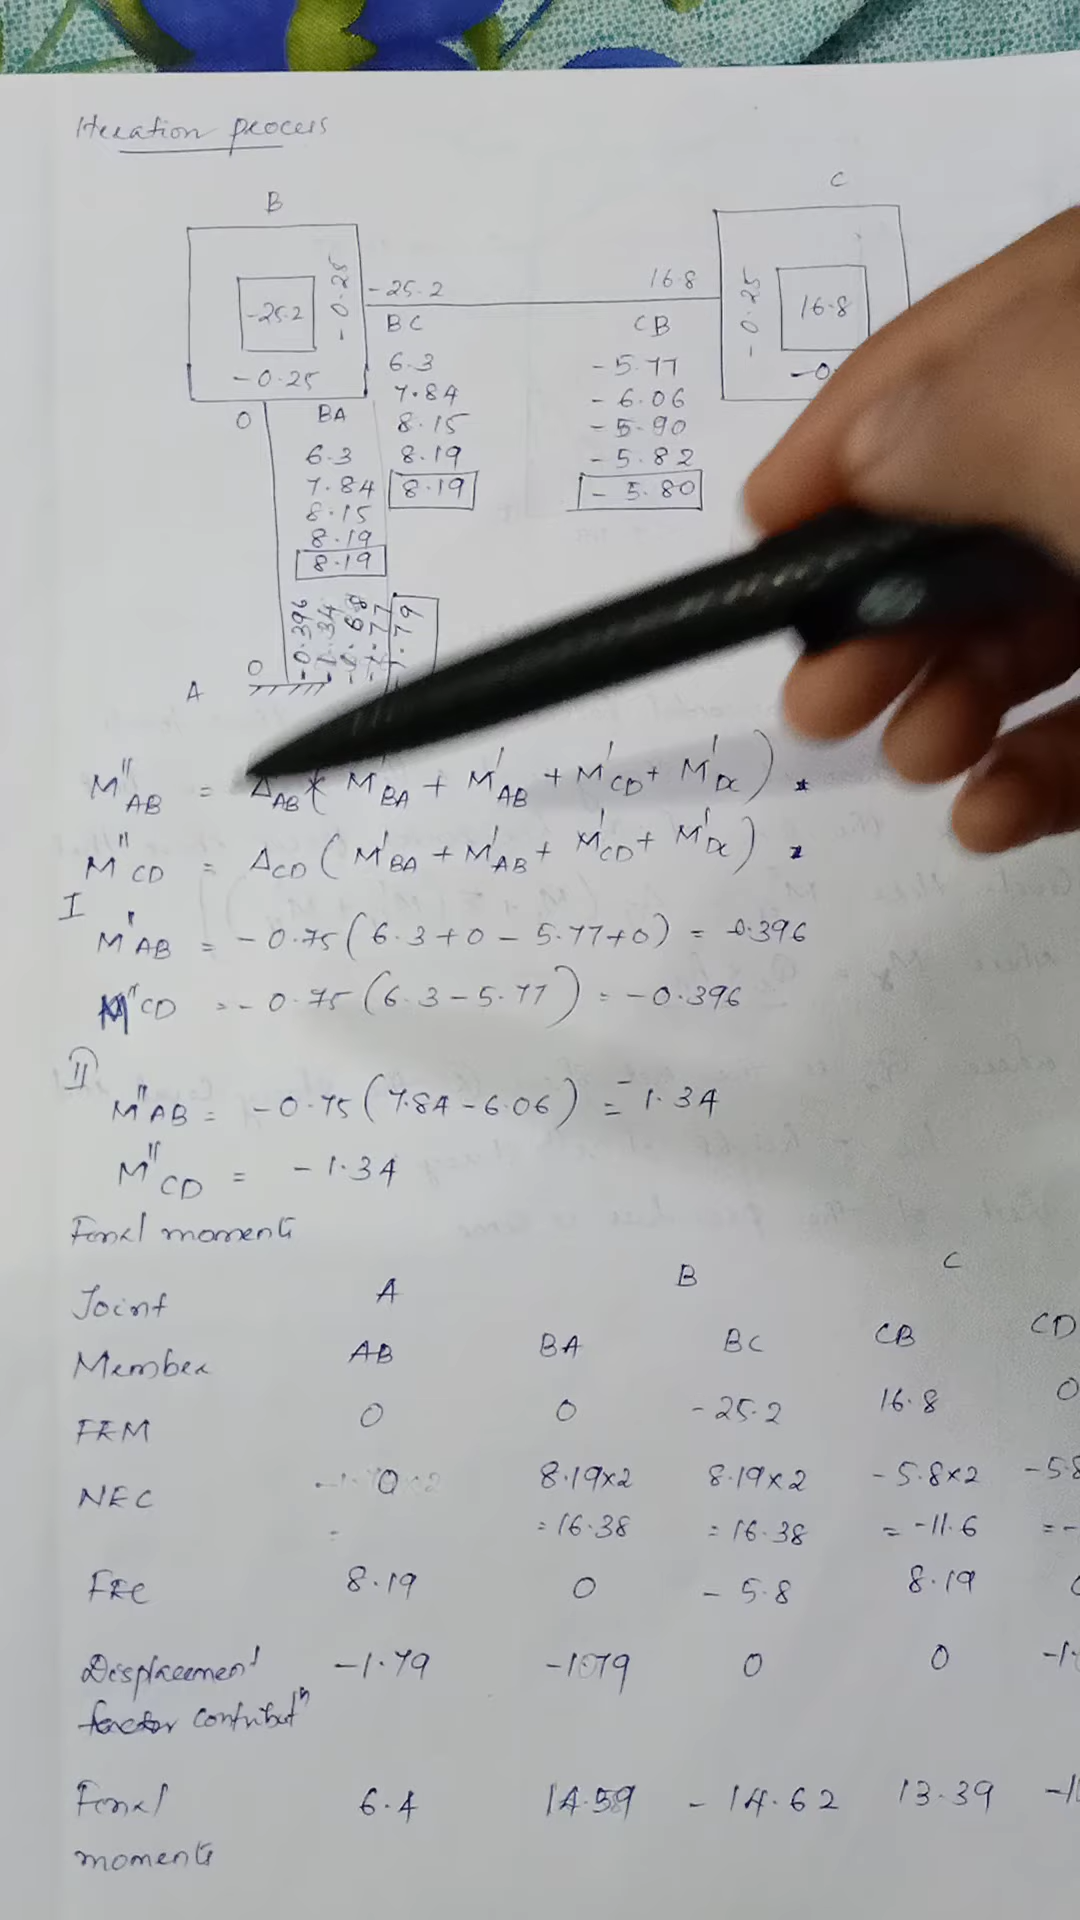 Iteration process
B
C
-25.2
-0.25
-25.2
16.8
-0.25
16.8
-0.25
BC
CB
0
BA
6.3
7.84
8.15
8.19
8.19
-5.77
-6.06
-5.90
-5.82
-5.80
6.3
7.84
8.15
8.19
8.19
-0.396
-1.34
-1.77
0
A
M"AB = ΔAB * ( M'BA + M'AB + M'CD + M'DC ) .
M"CD = ΔCD ( M'BA + M'AB + M'CD + M'DC ) .
I
M"AB = -0.75 ( 6.3 + 0 - 5.77 + 0 ) = -0.396
M"CD = -0.75 ( 6.3 - 5.77 ) = -0.396
II
M"AB = -0.75 ( 7.84 - 6.06 ) = -1.34
M"CD = -1.34
Final moments
Joint A B C
Member AB BA BC CB CD
FEM 0 0 -25.2 16.8 0
NEC 0 8.19×2 8.19×2 -5.8×2
= 16.38 = 16.38 = -11.6
FEC 8.19 0 -5.8 8.19
Displacement -1.79 -1.79 0 0
contributⁿ
Final 6.4 14.59 -14.62 13.39
moments